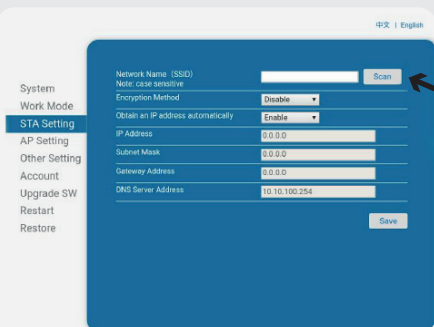 中文 | English
System
Work Mode
STA Setting
AP Setting
Other Setting
Account
Upgrade SW
Restart
Restore
Network Name (SSID)
Note: case sensitive
Scan
Encryption Method
Disable
Obtain an IP address automatically
Enable
IP Address
0.0.0.0
Subnet Mask
0.0.0.0
Gateway Address
0.0.0.0
DNS Server Address
10.10.100.254
Save